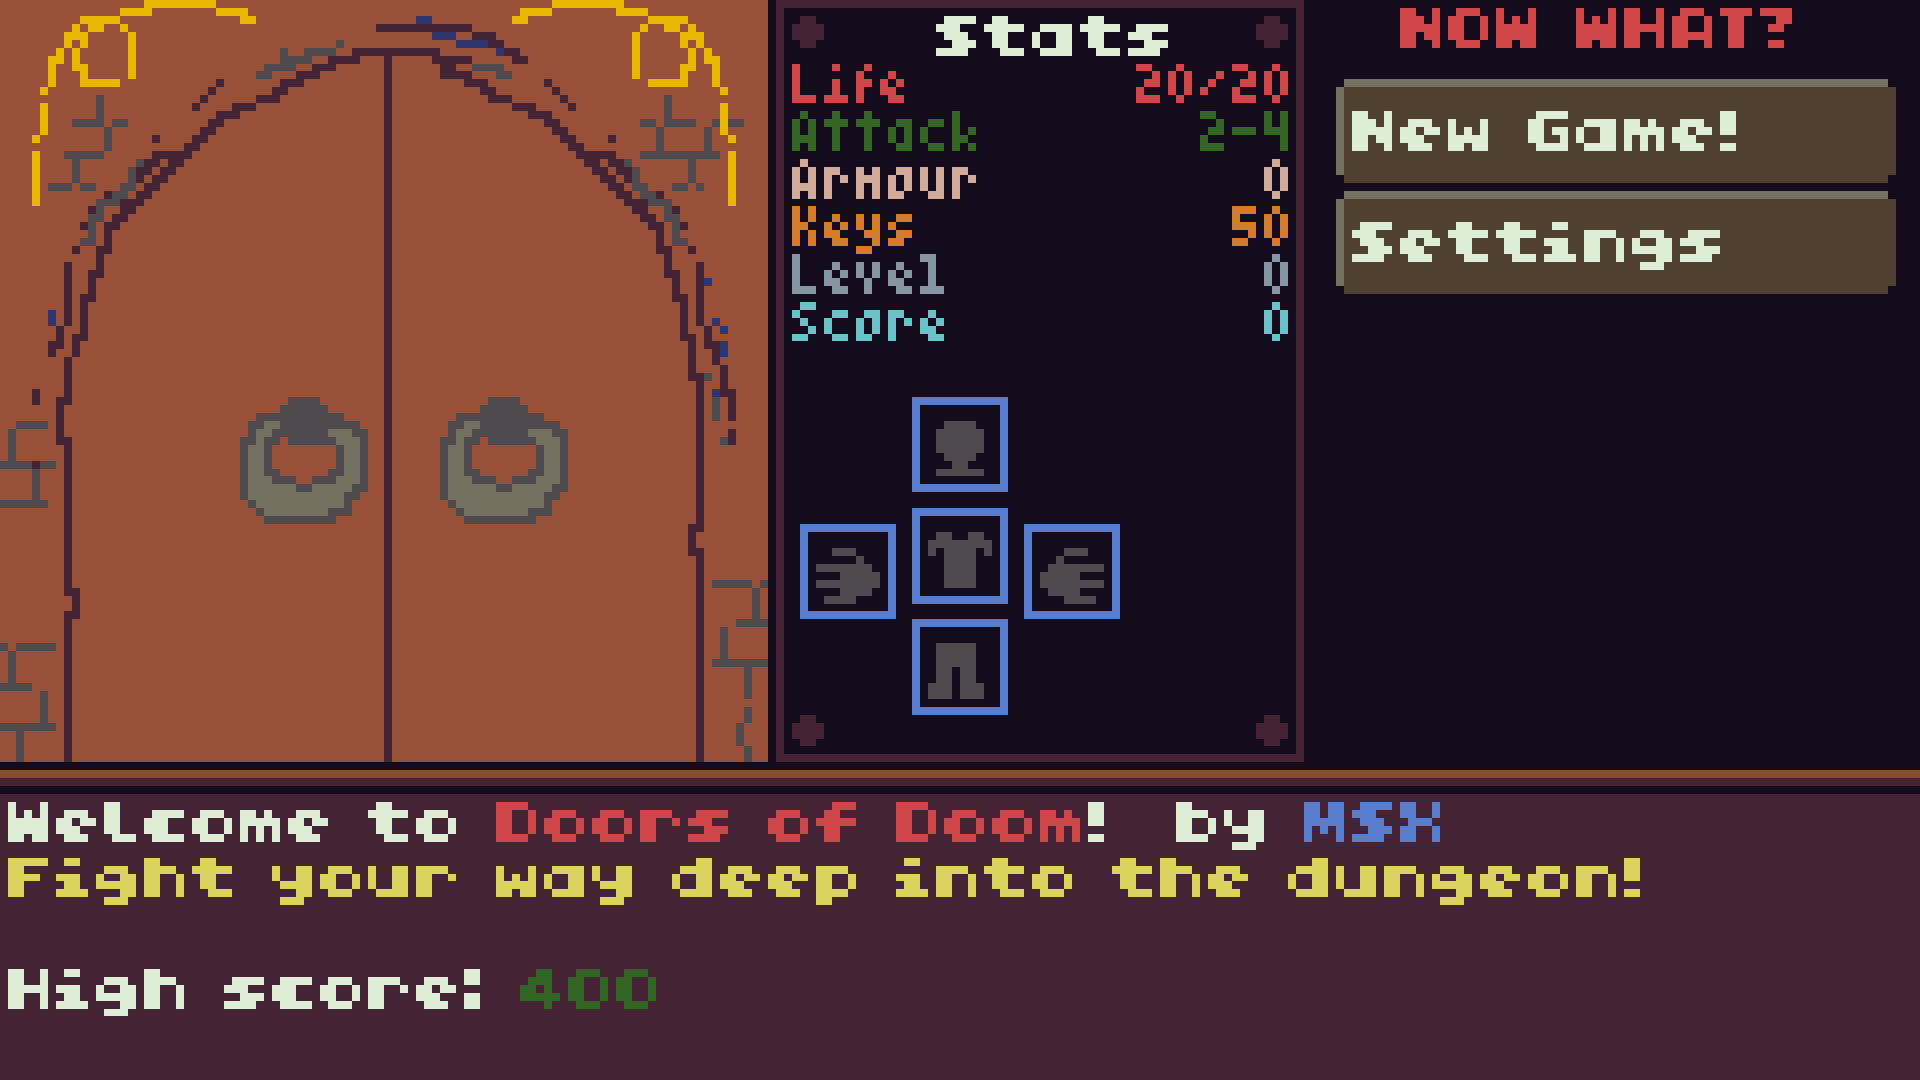 Stats
Life 20/20
Attack 2-4
Armour 0
Keys 50
Level 0
Score 0
NOW WHAT?
New Game!
Settings
Welcome to Doors of Doom! by MSX
Fight your way deep into the dungeon!
High score: 400